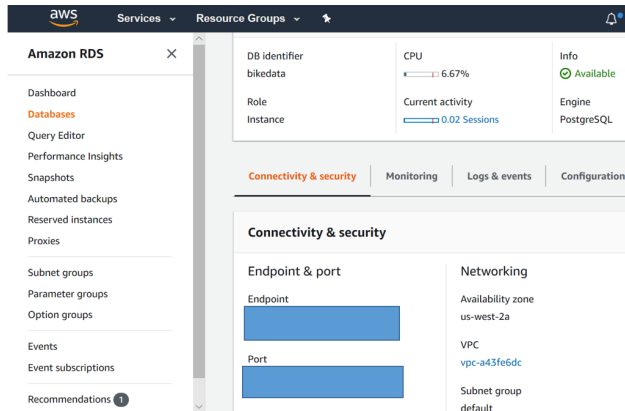 aws Services Resource Groups
Amazon RDS
Dashboard
Databases
Query Editor
Performance Insights
Snapshots
Automated backups
Reserved instances
Proxies
Subnet groups
Parameter groups
Option groups
Events
Event subscriptions
Recommendations 1
DB identifier
bikedata
CPU
6.67%
Info
Available
Role
Instance
Current activity
0.02 Sessions
Engine
PostgreSQL
Connectivity & security Monitoring Logs & events Configuration
Connectivity & security
Endpoint & port
Endpoint
Port
Networking
Availability zone
us-west-2a
VPC
vpc-a43fe6dc
Subnet group
default